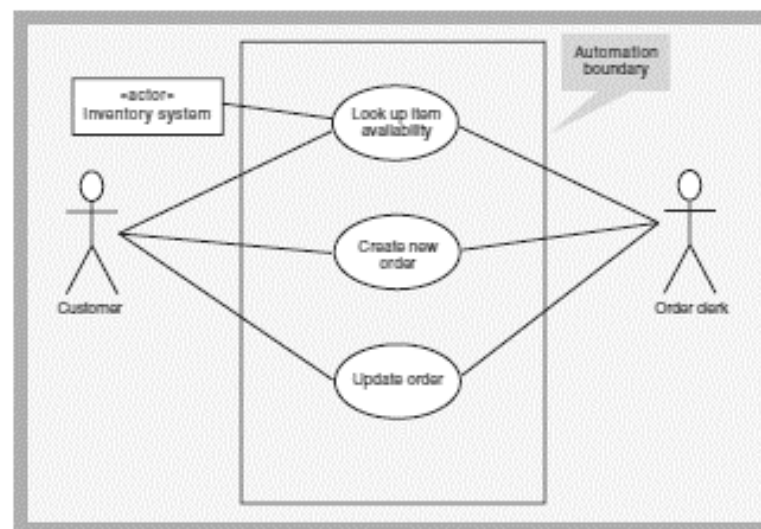 Automation
boundary
«actor»
Inventory system
Look up item
availability
Create new
order
Customer
Order clerk
Update order